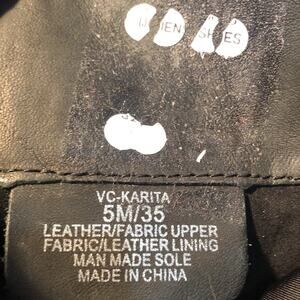 VC-KARITA
5M/35
LEATHER/FABRIC UPPER
FABRIC/LEATHER LINING
MAN MADE SOLE
MADE IN CHINA